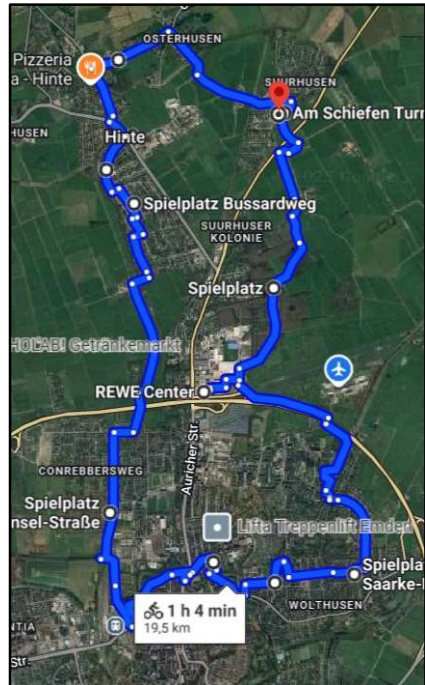 OSTERHUSEN
Pizzeria
a - Hinte
SUURHUSEN
Am Schiefen Turm
HUSEN
Hinte
Spielplatz Bussardweg
SUURHUSER
KOLONIE
Spielplatz
HOLAB! Getränkemarkt
REWE Center
Auricher Str.
CONREBBERSWEG
Spielplatz
nsel-Straße
Lifta Treppenlift Emden
Spielplat
Saarke-
WOLTHUSEN
1 h 4 min
19,5 km
NTIA
Str.